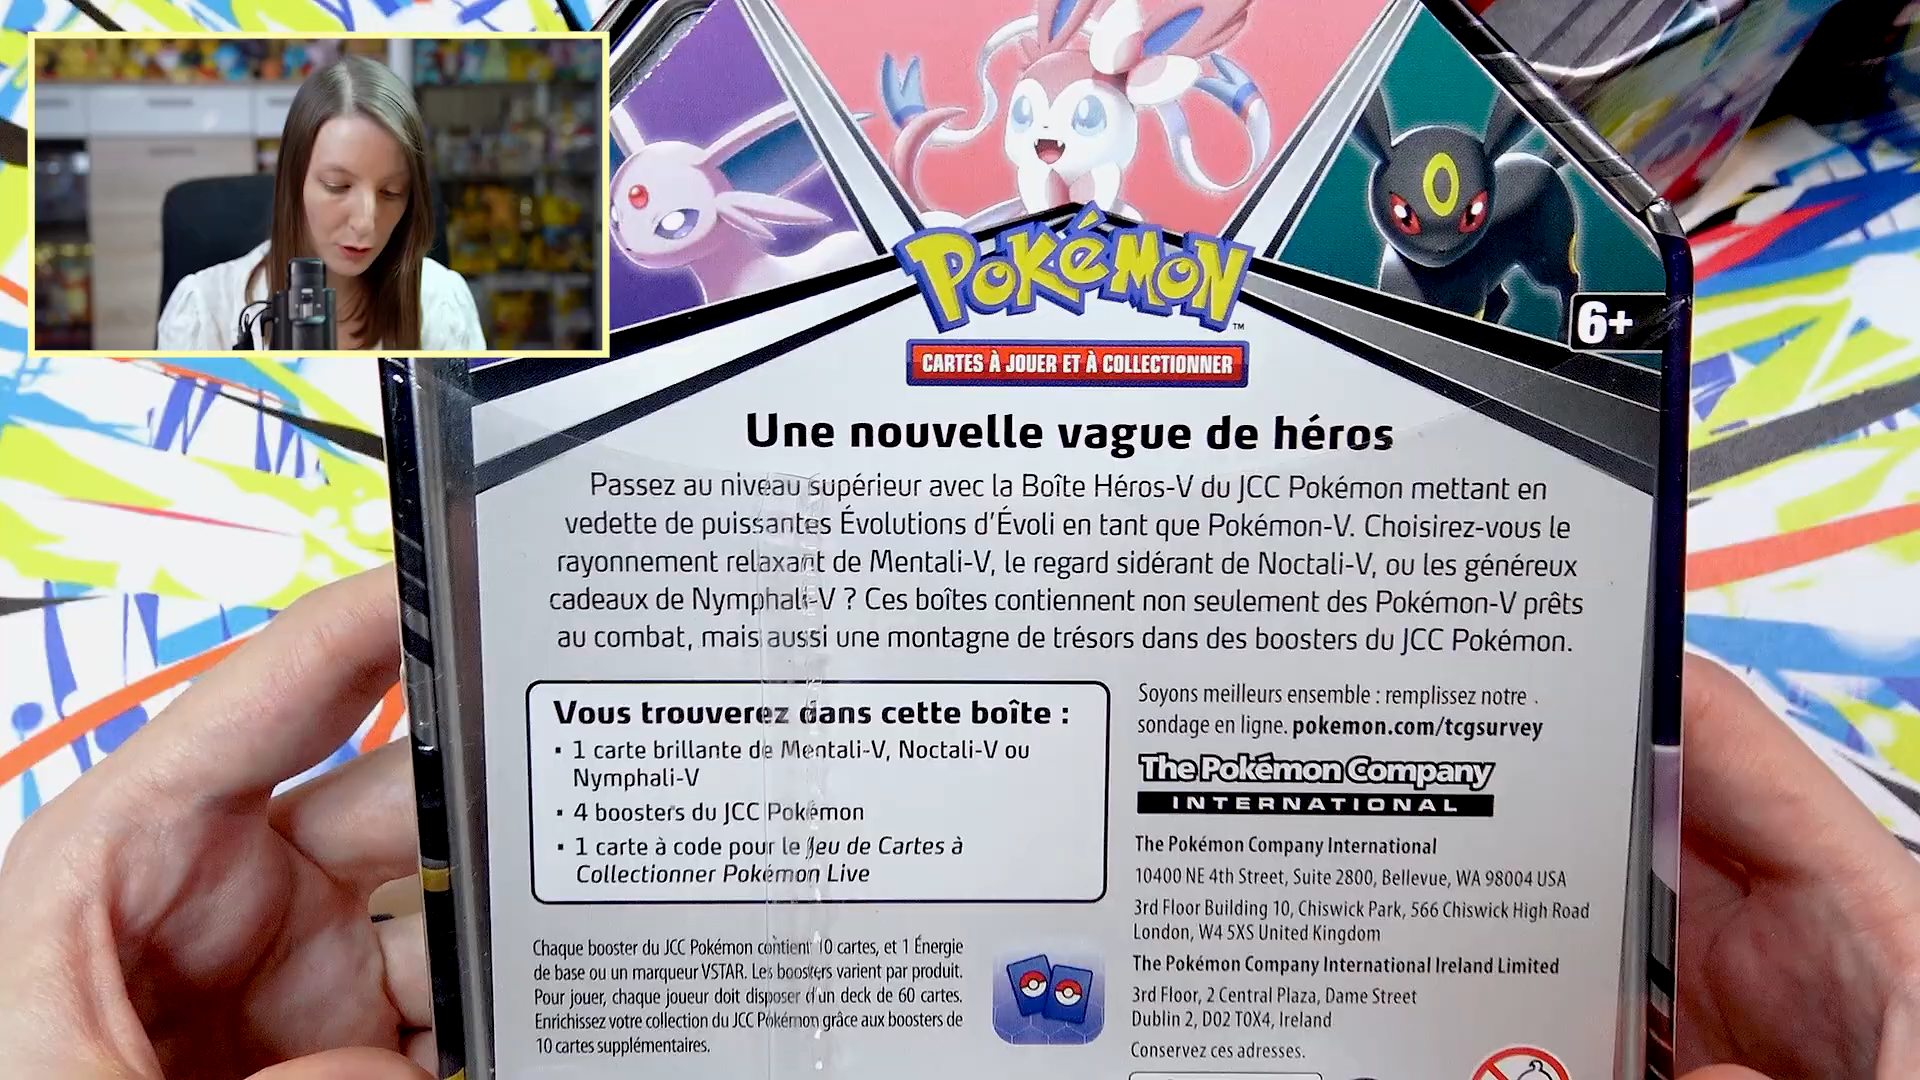 POKÉMON
TM
6+
CARTES À JOUER ET À COLLECTIONNER
Une nouvelle vague de héros
Passez au niveau supérieur avec la Boîte Héros-V du JCC Pokémon mettant en
vedette de puissantes Évolutions d'Évoli en tant que Pokémon-V. Choisirez-vous le
rayonnement relaxant de Mentali-V, le regard sidérant de Noctali-V, ou les généreux
cadeaux de Nymphali-V ? Ces boîtes contiennent non seulement des Pokémon-V prêts
au combat, mais aussi une montagne de trésors dans des boosters du JCC Pokémon.
Vous trouverez dans cette boîte :
▪ 1 carte brillante de Mentali-V, Noctali-V ou
Nymphali-V
▪ 4 boosters du JCC Pokémon
▪ 1 carte à code pour le Jeu de Cartes à
Collectionner Pokémon Live
Chaque booster du JCC Pokémon contient 10 cartes, et 1 Énergie
de base ou un marqueur VSTAR. Les boosters varient par produit.
Pour jouer, chaque joueur doit disposer d'un deck de 60 cartes.
Enrichissez votre collection du JCC Pokémon grâce aux boosters de
10 cartes supplémentaires.
Soyons meilleurs ensemble : remplissez notre
sondage en ligne. pokemon.com/tcgsurvey
The Pokémon Company
INTERNATIONAL
The Pokémon Company International
10400 NE 4th Street, Suite 2800, Bellevue, WA 98004 USA
3rd Floor Building 10, Chiswick Park, 566 Chiswick High Road
London, W4 5XS United Kingdom
The Pokémon Company International Ireland Limited
3rd Floor, 2 Central Plaza, Dame Street
Dublin 2, D02 T0X4, Ireland
Conservez ces adresses.